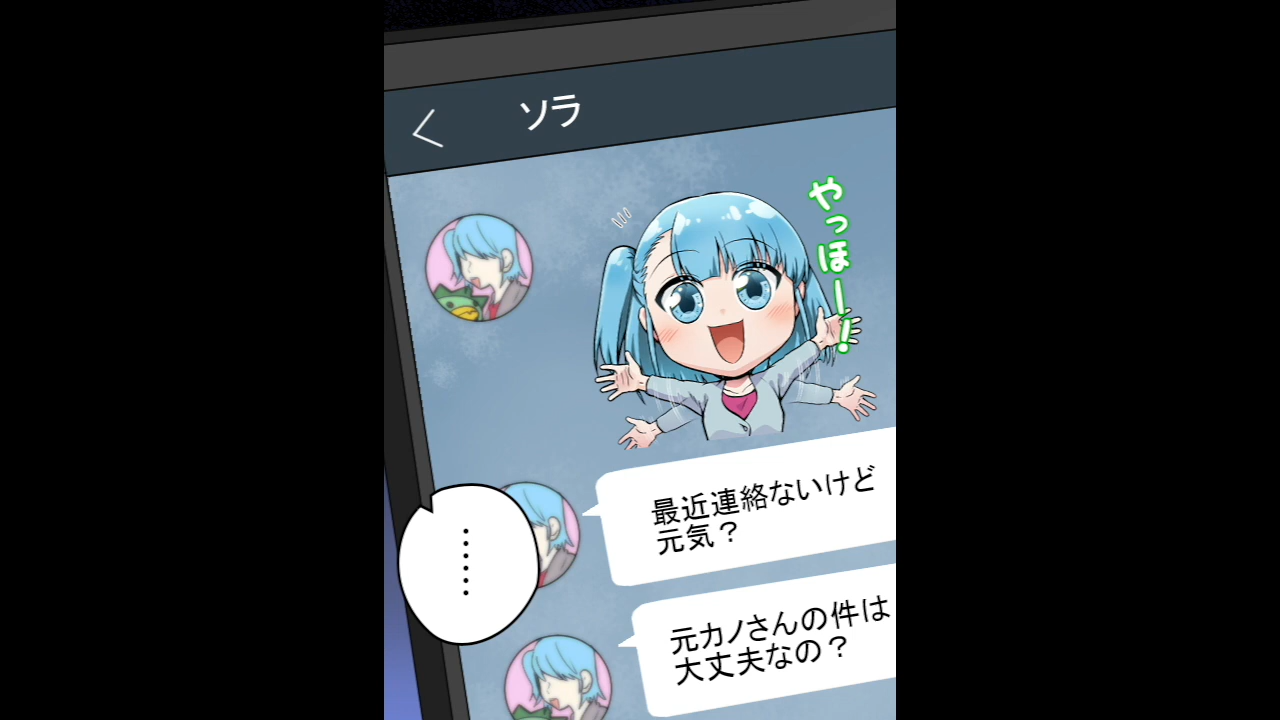 ソラ
やっほー！
最近連絡ないけど
元気？
……
元カノさんの件は
大丈夫なの？